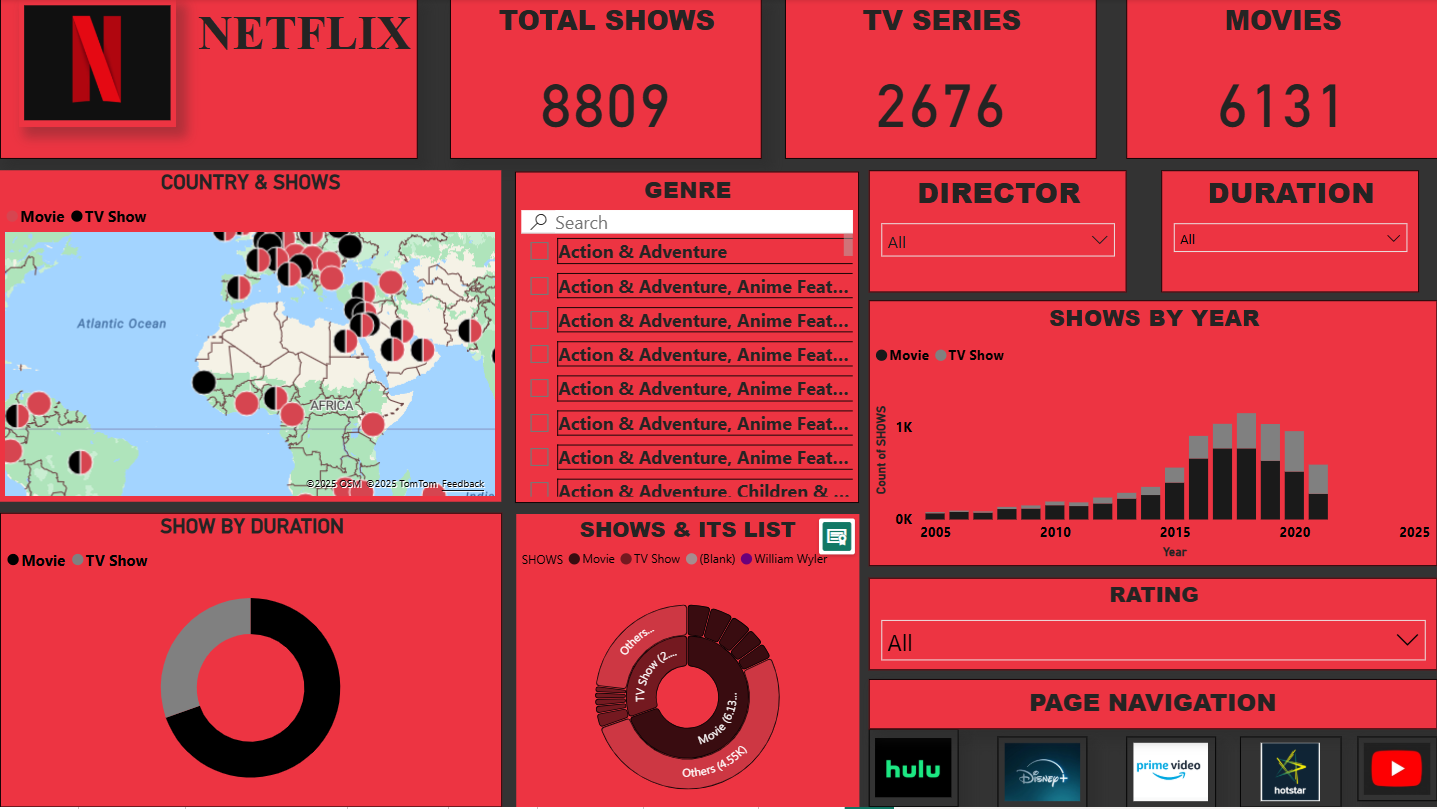 NETFLIX
TOTAL SHOWS
8809
TV SERIES
2676
MOVIES
6131
COUNTRY & SHOWS
Movie TV Show
Atlantic Ocean
AFRICA
©2025 OSM ©2025 TomTom Feedback
GENRE
Search
Action & Adventure
Action & Adventure, Anime Feat...
Action & Adventure, Anime Feat...
Action & Adventure, Anime Feat...
Action & Adventure, Anime Feat...
Action & Adventure, Anime Feat...
Action & Adventure, Anime Feat...
Action & Adventure, Children & ...
DIRECTOR
All
DURATION
All
SHOWS BY YEAR
Movie TV Show
Count of SHOWS
1K
0K
2005 2010 2015 2020 2025
Year
SHOW BY DURATION
Movie TV Show
SHOWS & ITS LIST
SHOWS Movie TV Show (Blank) William Wyler
Others...
TV Show (2....
Movie (6.13...
Others (4.55K)
RATING
All
PAGE NAVIGATION
hulu
Disney+
prime video
hotstar